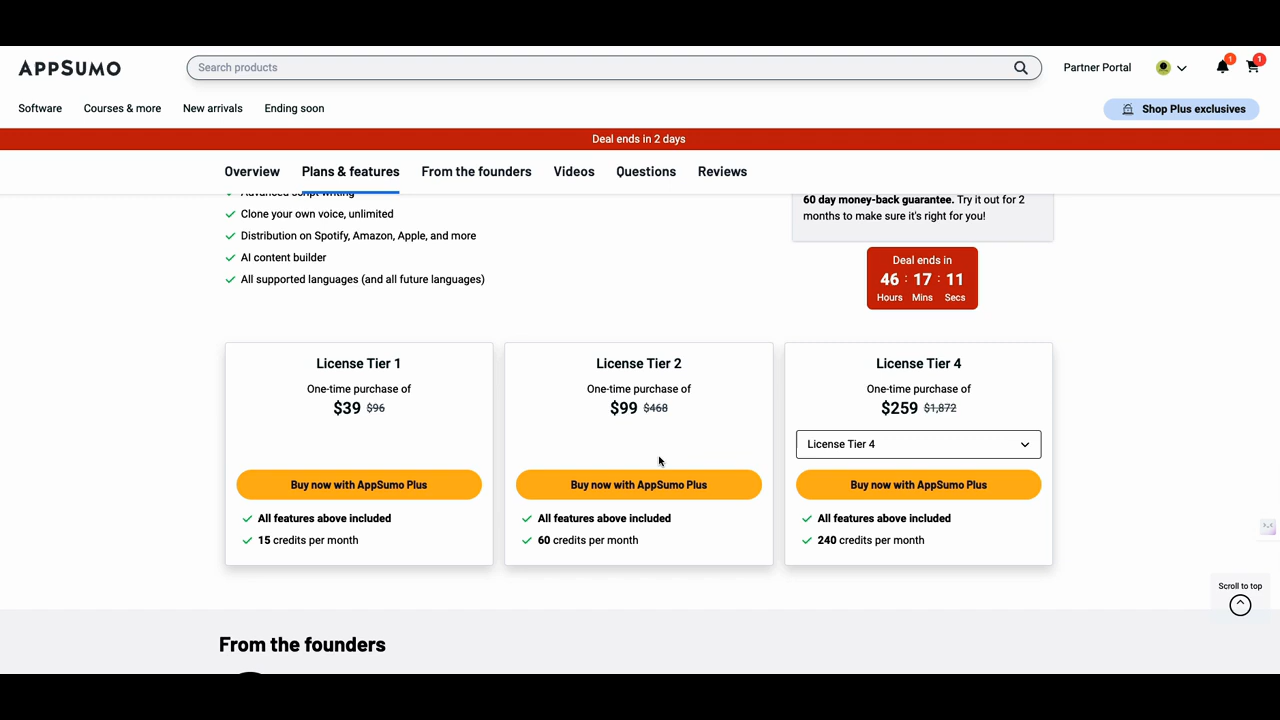 APPSUMO
Search products
Partner Portal
1
1
Software
Courses & more
New arrivals
Ending soon
Shop Plus exclusives
Deal ends in 2 days
Overview
Plans & features
From the founders
Videos
Questions
Reviews
Advanced script writing
Clone your own voice, unlimited
Distribution on Spotify, Amazon, Apple, and more
AI content builder
All supported languages (and all future languages)
60 day money-back guarantee. Try it out for 2
months to make sure it's right for you!
Deal ends in
46 : 17 : 11
Hours Mins Secs
License Tier 1
One-time purchase of
$39 $96
Buy now with AppSumo Plus
All features above included
15 credits per month
License Tier 2
One-time purchase of
$99 $468
Buy now with AppSumo Plus
All features above included
60 credits per month
License Tier 4
One-time purchase of
$259 $1,872
License Tier 4
Buy now with AppSumo Plus
All features above included
240 credits per month
Scroll to top
From the founders